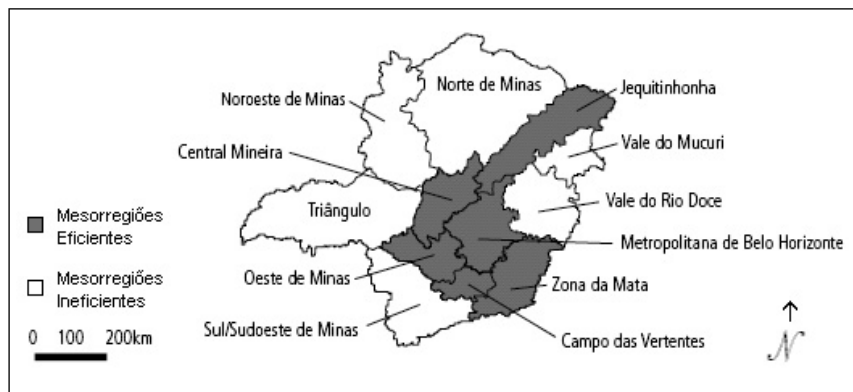 Norte de Minas
Jequitinhonha
Noroeste de Minas
Vale do Mucuri
Central Mineira
Vale do Rio Doce
Triângulo
Mesorregiões
Eficientes
Metropolitana de Belo Horizonte
Oeste de Minas
Zona da Mata
Mesorregiões
Ineficientes
Sul/Sudoeste de Minas
Campo das Vertentes
0 100 200km
N